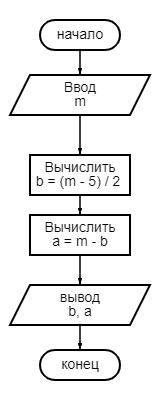 начало
Ввод
m
Вычислить
b = (m - 5) / 2
Вычислить
a = m - b
вывод
b, a
конец